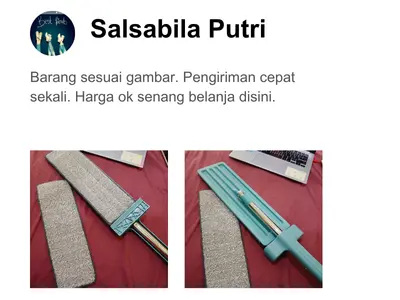 Salsabila Putri
Barang sesuai gambar. Pengiriman cepat
sekali. Harga ok senang belanja disini.